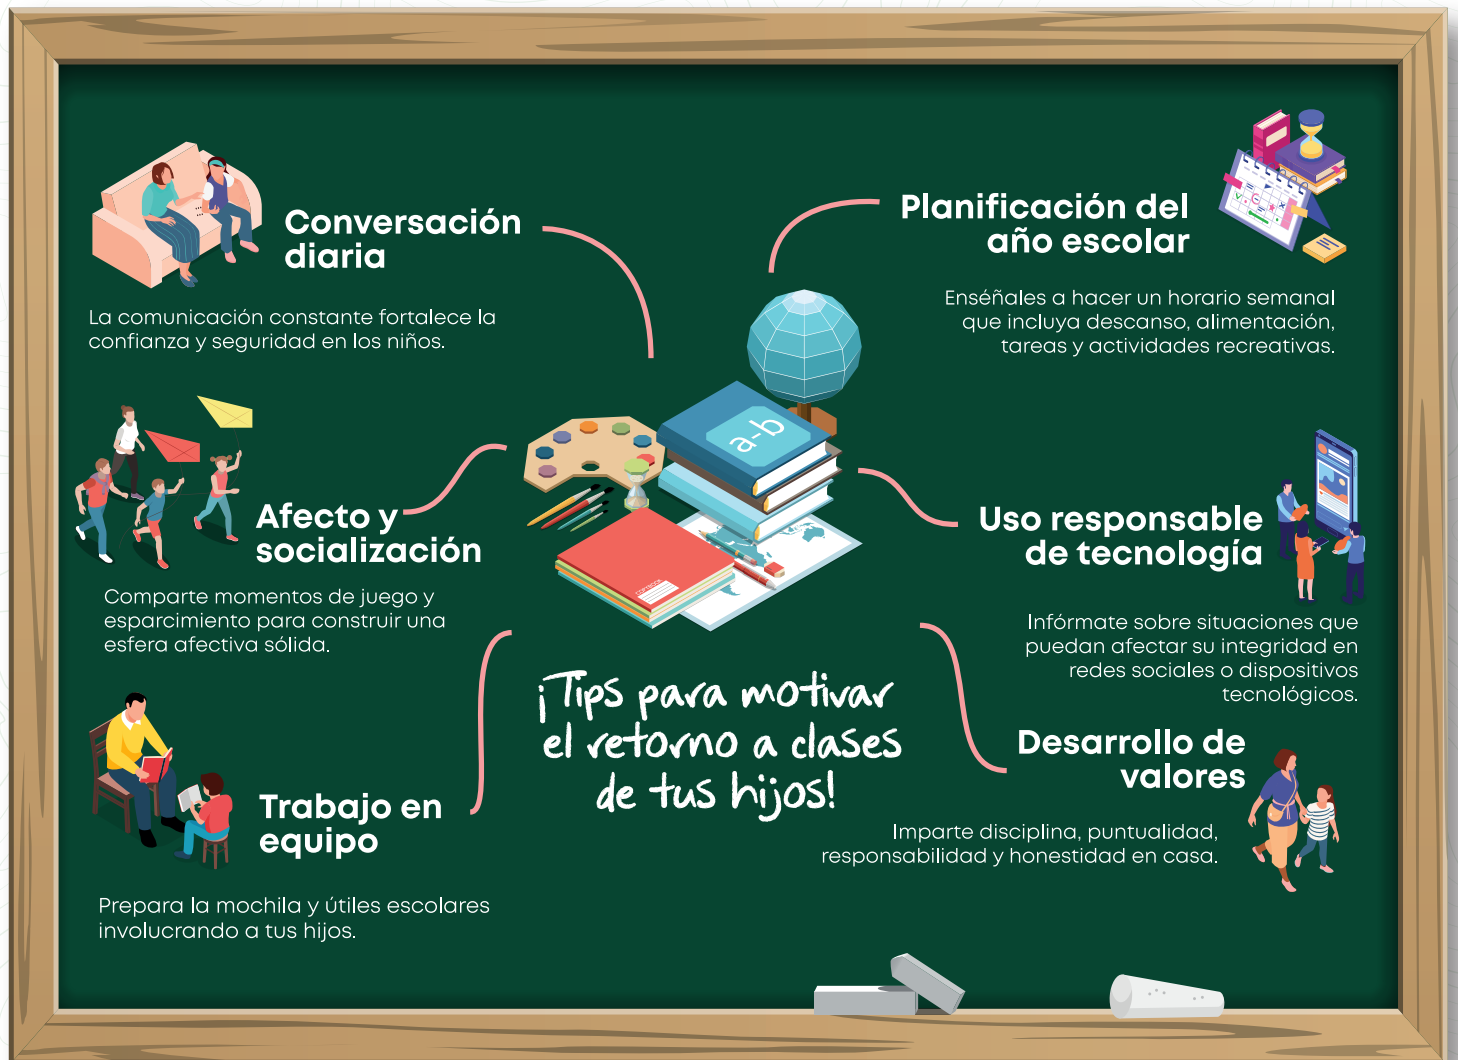 Conversación
diaria
La comunicación constante fortalece la
confianza y seguridad en los niños.
Afecto y
socialización
Comparte momentos de juego y
esparcimiento para construir una
esfera afectiva sólida.
Trabajo en
equipo
Prepara la mochila y útiles escolares
involucrando a tus hijos.
a-b
COPYBOOK
¡Tips para motivar
el retorno a clases
de tus hijos!
Planificación del
año escolar
Enséñales a hacer un horario semanal
que incluya descanso, alimentación,
tareas y actividades recreativas.
Uso responsable
de tecnología
Infórmate sobre situaciones que
puedan afectar su integridad en
redes sociales o dispositivos
tecnológicos.
Desarrollo de
valores
Imparte disciplina, puntualidad,
responsabilidad y honestidad en casa.